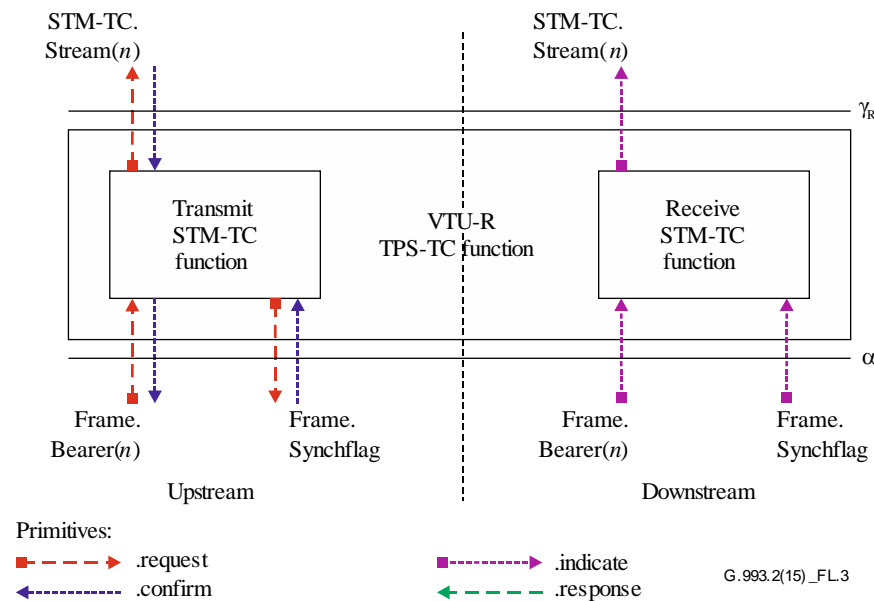 STM-TC.
Stream(n)
STM-TC.
Stream(n)
γR
Transmit
STM-TC
function
VTU-R
TPS-TC function
Receive
STM-TC
function
α
Frame.
Bearer(n)
Frame.
Synchflag
Frame.
Bearer(n)
Frame.
Synchflag
Upstream
Downstream
Primitives:
.request
.confirm
.indicate
.response
G.993.2(15)_FL.3